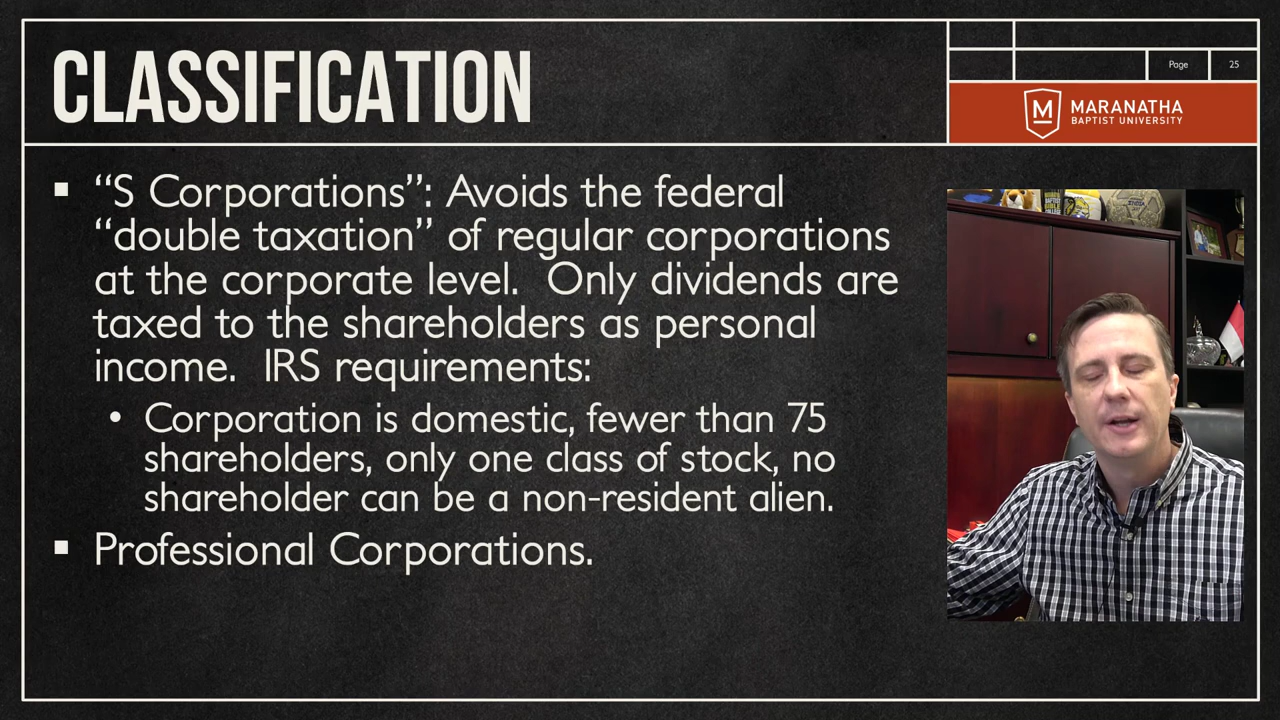 CLASSIFICATION
Page 25
M MARANATHA
BAPTIST UNIVERSITY
▪ “S Corporations”: Avoids the federal
“double taxation” of regular corporations
at the corporate level.  Only dividends are
taxed to the shareholders as personal
income.  IRS requirements:
• Corporation is domestic, fewer than 75
shareholders, only one class of stock, no
shareholder can be a non-resident alien.
▪ Professional Corporations.